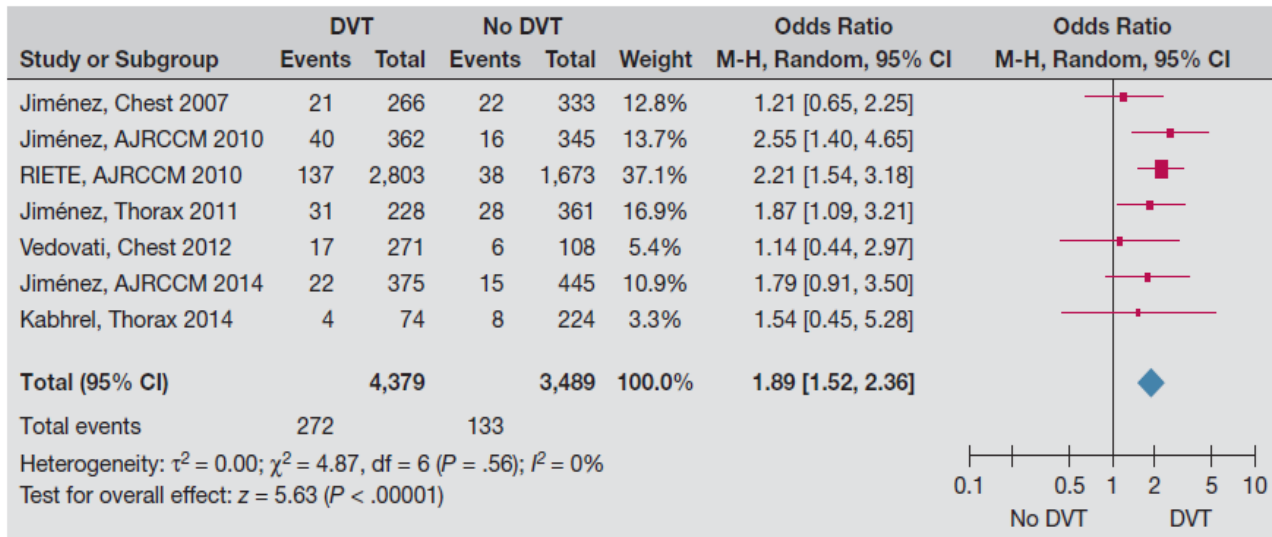 DVT No DVT Odds Ratio Odds Ratio
Study or Subgroup Events Total Events Total Weight M-H, Random, 95% CI M-H, Random, 95% CI
Jiménez, Chest 2007 21 266 22 333 12.8% 1.21 [0.65, 2.25]
Jiménez, AJRCCM 2010 40 362 16 345 13.7% 2.55 [1.40, 4.65]
RIETE, AJRCCM 2010 137 2,803 38 1,673 37.1% 2.21 [1.54, 3.18]
Jiménez, Thorax 2011 31 228 28 361 16.9% 1.87 [1.09, 3.21]
Vedovati, Chest 2012 17 271 6 108 5.4% 1.14 [0.44, 2.97]
Jiménez, AJRCCM 2014 22 375 15 445 10.9% 1.79 [0.91, 3.50]
Kabhrel, Thorax 2014 4 74 8 224 3.3% 1.54 [0.45, 5.28]
Total (95% CI) 4,379 3,489 100.0% 1.89 [1.52, 2.36]
Total events 272 133
Heterogeneity: τ² = 0.00; χ² = 4.87, df = 6 (P = .56); I² = 0%
Test for overall effect: z = 5.63 (P < .00001)
0.1 0.5 1 2 5 10
No DVT DVT